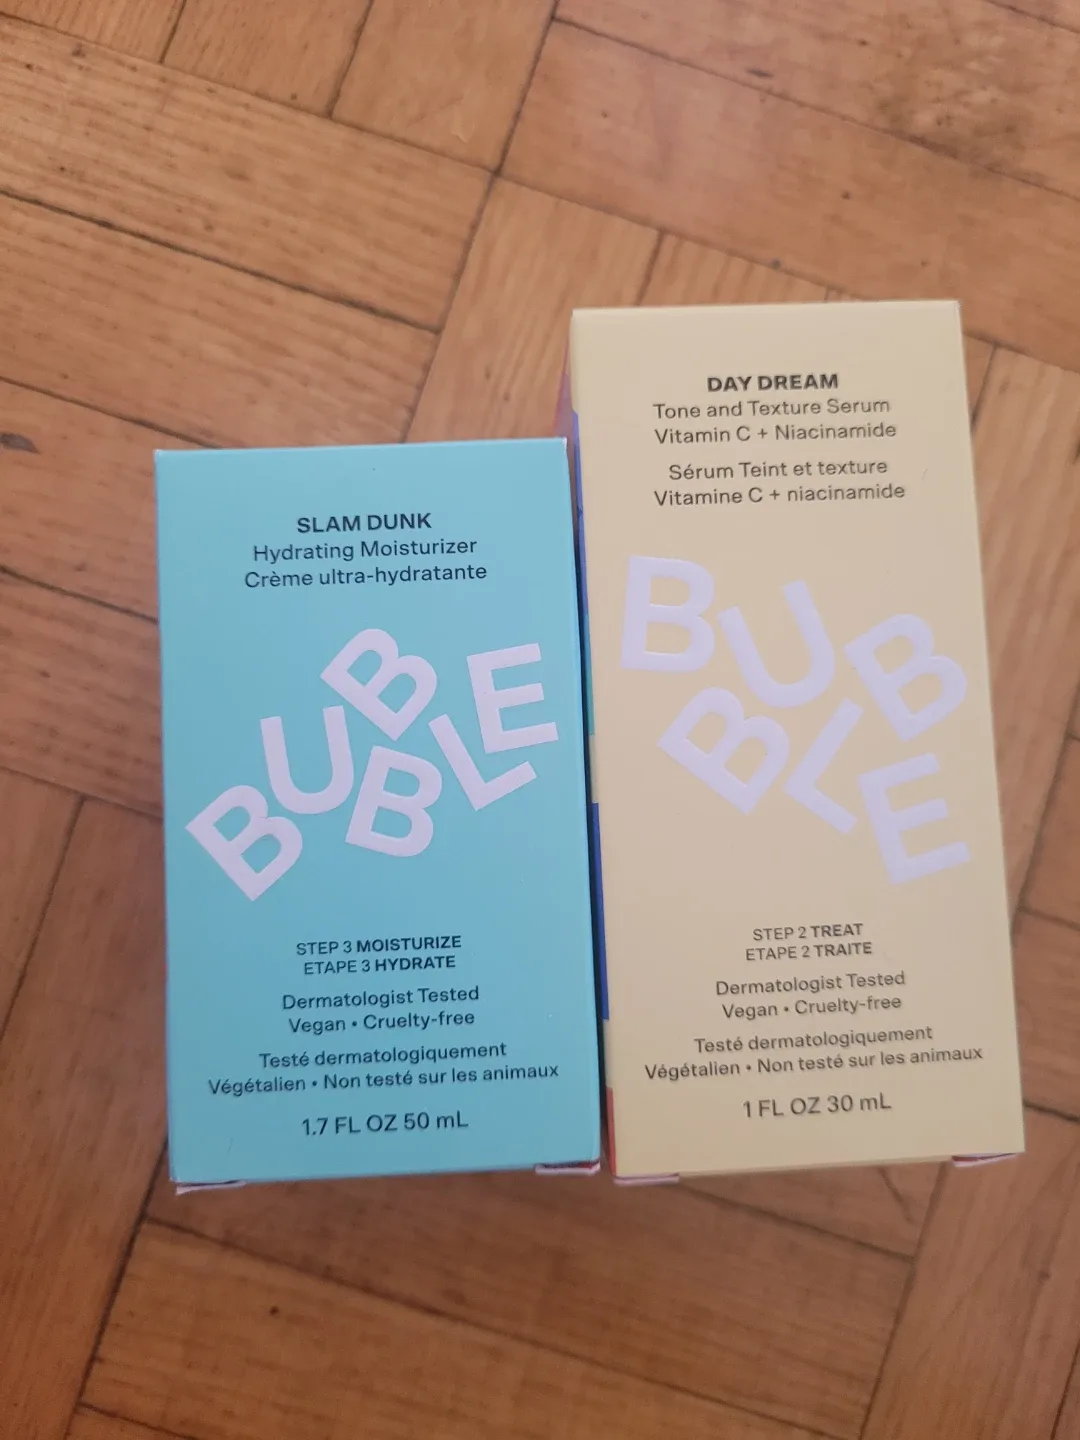 SLAM DUNK
Hydrating Moisturizer
Crème ultra-hydratante
BUBBLE
STEP 3 MOISTURIZE
ETAPE 3 HYDRATE
Dermatologist Tested
Vegan • Cruelty-free
Testé dermatologiquement
Végétalien • Non testé sur les animaux
1.7 FL OZ 50 mL
DAY DREAM
Tone and Texture Serum
Vitamin C + Niacinamide
Sérum Teint et texture
Vitamine C + niacinamide
BUBBLE
STEP 2 TREAT
ETAPE 2 TRAITE
Dermatologist Tested
Vegan • Cruelty-free
Testé dermatologiquement
Végétalien • Non testé sur les animaux
1 FL OZ 30 mL